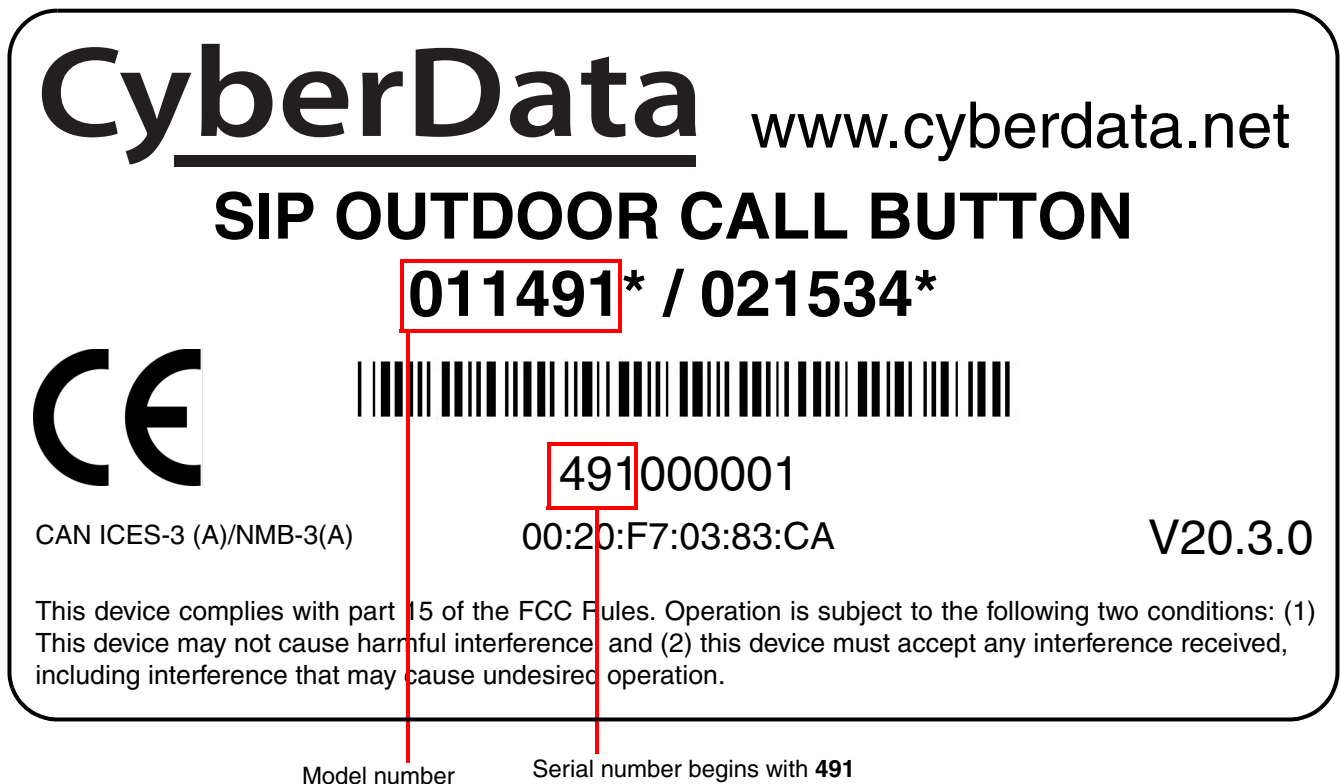 CyberData www.cyberdata.net
SIP OUTDOOR CALL BUTTON
011491* / 021534*
CE
491000001
CAN ICES-3 (A)/NMB-3(A) 00:20:F7:03:83:CA V20.3.0
This device complies with part 15 of the FCC Rules. Operation is subject to the following two conditions: (1)
This device may not cause harmful interference, and (2) this device must accept any interference received,
including interference that may cause undesired operation.
Model number Serial number begins with 491